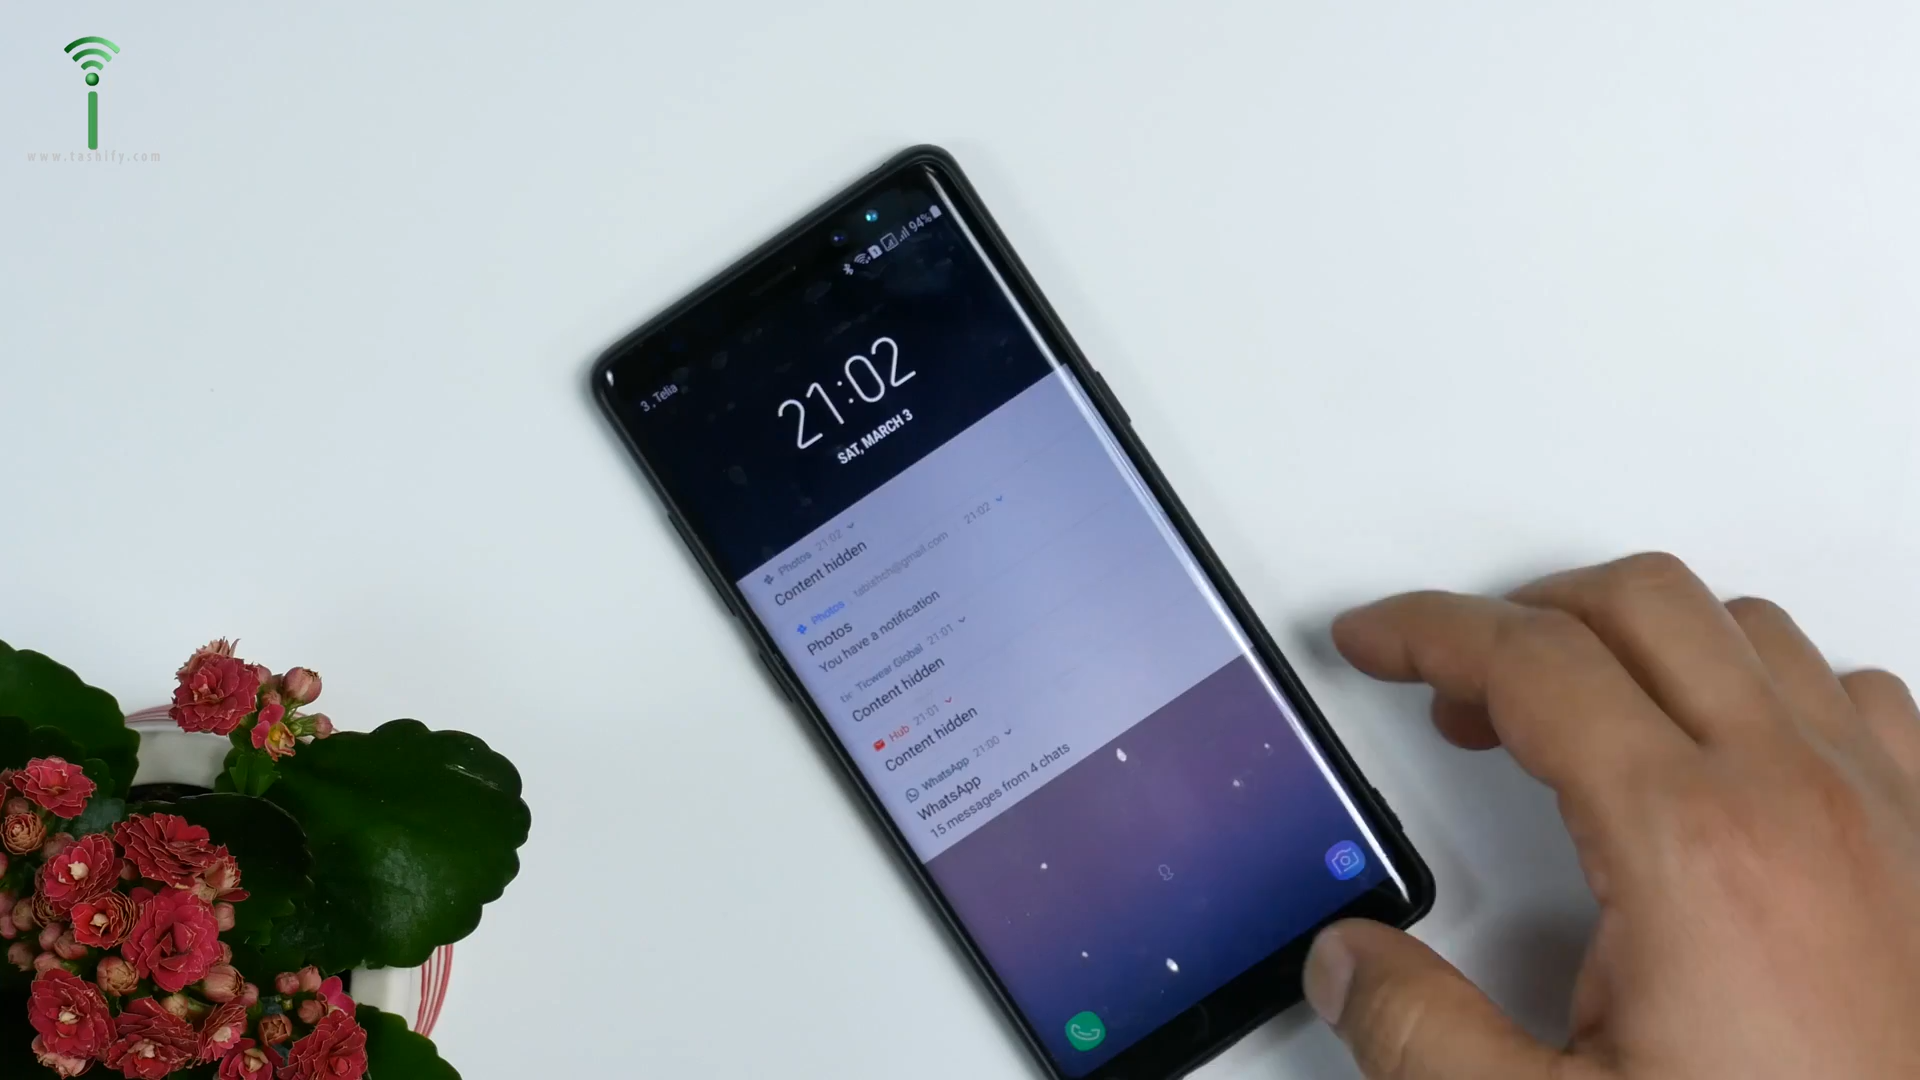 www.tashify.com
94%
3, Telia
21:02
SAT, MARCH 3
Photos 21:02
Content hidden
Photos 21:02
Photos
You have a notification
Ticwear Global 21:01
Content hidden
Hub 21:01
Content hidden
WhatsApp 21:00
WhatsApp
15 messages from 4 chats